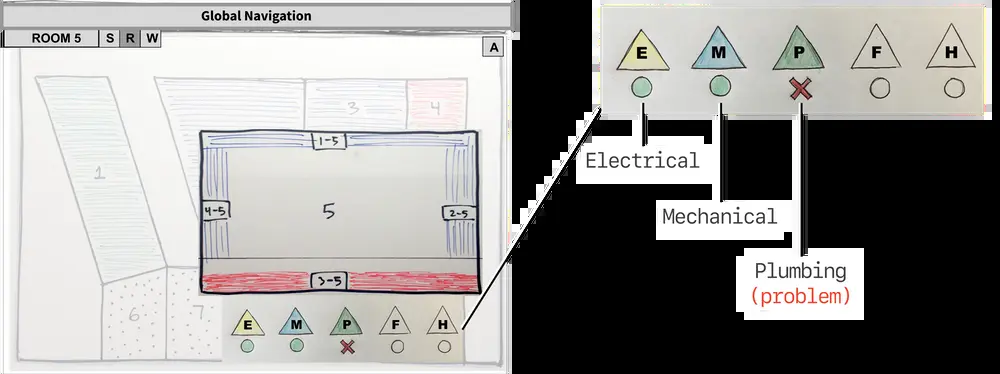 Global Navigation
ROOM 5 S R W
A
1
3
4
1-5
4-5
5
2-5
3-5
6
7
E M P F H
E M P F H
Electrical
Mechanical
Plumbing
(problem)